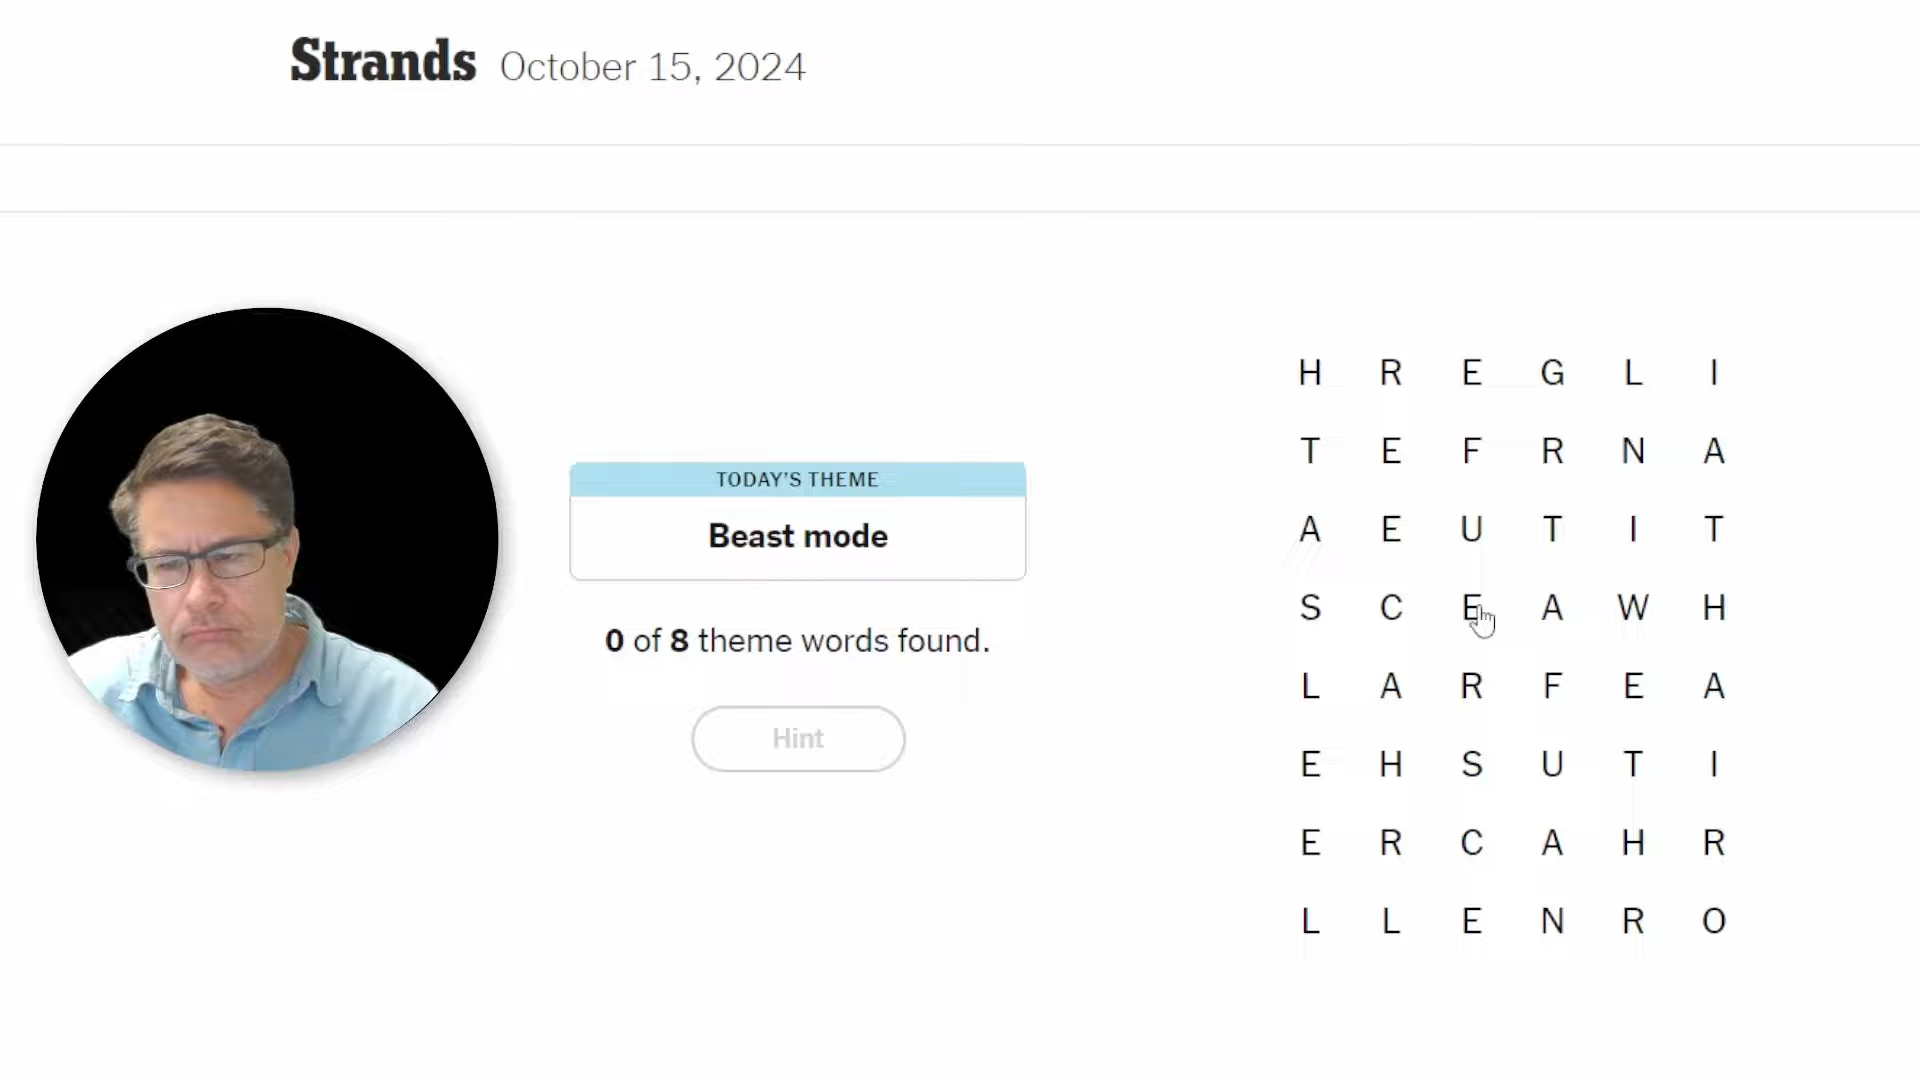 Strands October 15, 2024
TODAY'S THEME
Beast mode
0 of 8 theme words found.
Hint
H R E G L I
T E F R N A
A E U T I T
S C E A W H
L A R F E A
E H S U T I
E R C A H R
L L E N R O